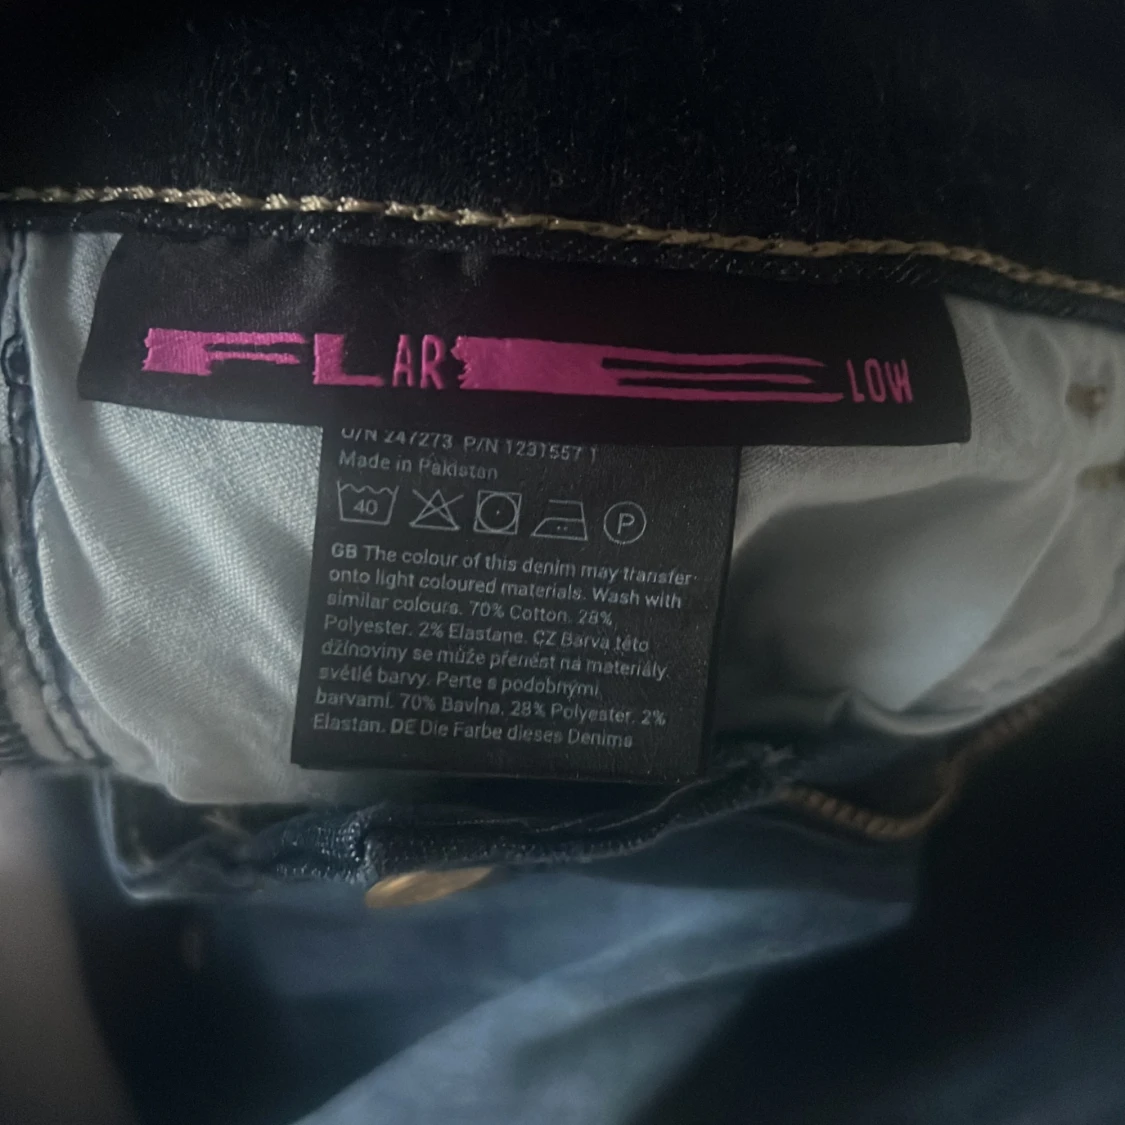 FLARE LOW
O/N 247273 P/N 1231557 1
Made in Pakistan
40 P
GB The colour of this denim may transfer
onto light coloured materials. Wash with
similar colours. 70% Cotton. 28%
Polyester. 2% Elastane. CZ Barva této
džínoviny se může přenést na materiály
světlé barvy. Perte s podobnými
barvami. 70% Bavlna. 28% Polyester. 2%
Elastan. DE Die Farbe dieses Denims